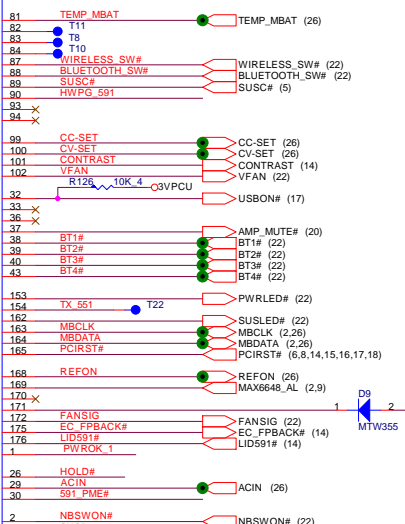 81 TEMP_MBAT TEMP_MBAT (26)
82 T11
83 T8
84 T10
87 WIRELESS_SW# WIRELESS_SW# (22)
88 BLUETOOTH_SW# BLUETOOTH_SW# (22)
89 SUSC# SUSC# (5)
90 HWPG_591
93
94
99 CC-SET CC-SET (26)
100 CV-SET CV-SET (26)
101 CONTRAST CONTRAST (14)
102 VFAN VFAN (22)
R126 10K_4 3VPCU
32 USBON# (17)
33
36
37 AMP_MUTE# (20)
38 BT1# BT1# (22)
39 BT2# BT2# (22)
40 BT3# BT3# (22)
43 BT4# BT4# (22)
153 PWRLED# (22)
154 TX_551 T22
162 SUSLED# (22)
163 MBCLK MBCLK (2,26)
164 MBDATA MBDATA (2,26)
165 PCIRST# PCIRST# (6,8,14,15,16,17,18)
168 REFON REFON (26)
169 MAX6648_AL (2,9)
170 D9
171 1 2
172 FANSIG FANSIG (22) MTW355
175 EC_FPBACK# EC_FPBACK# (14)
176 LID591# LID591# (14)
1 PWROK_1
26 HOLD#
29 ACIN ACIN (26)
30 591_PME#
2 NBSWON# NBSWON# (22)